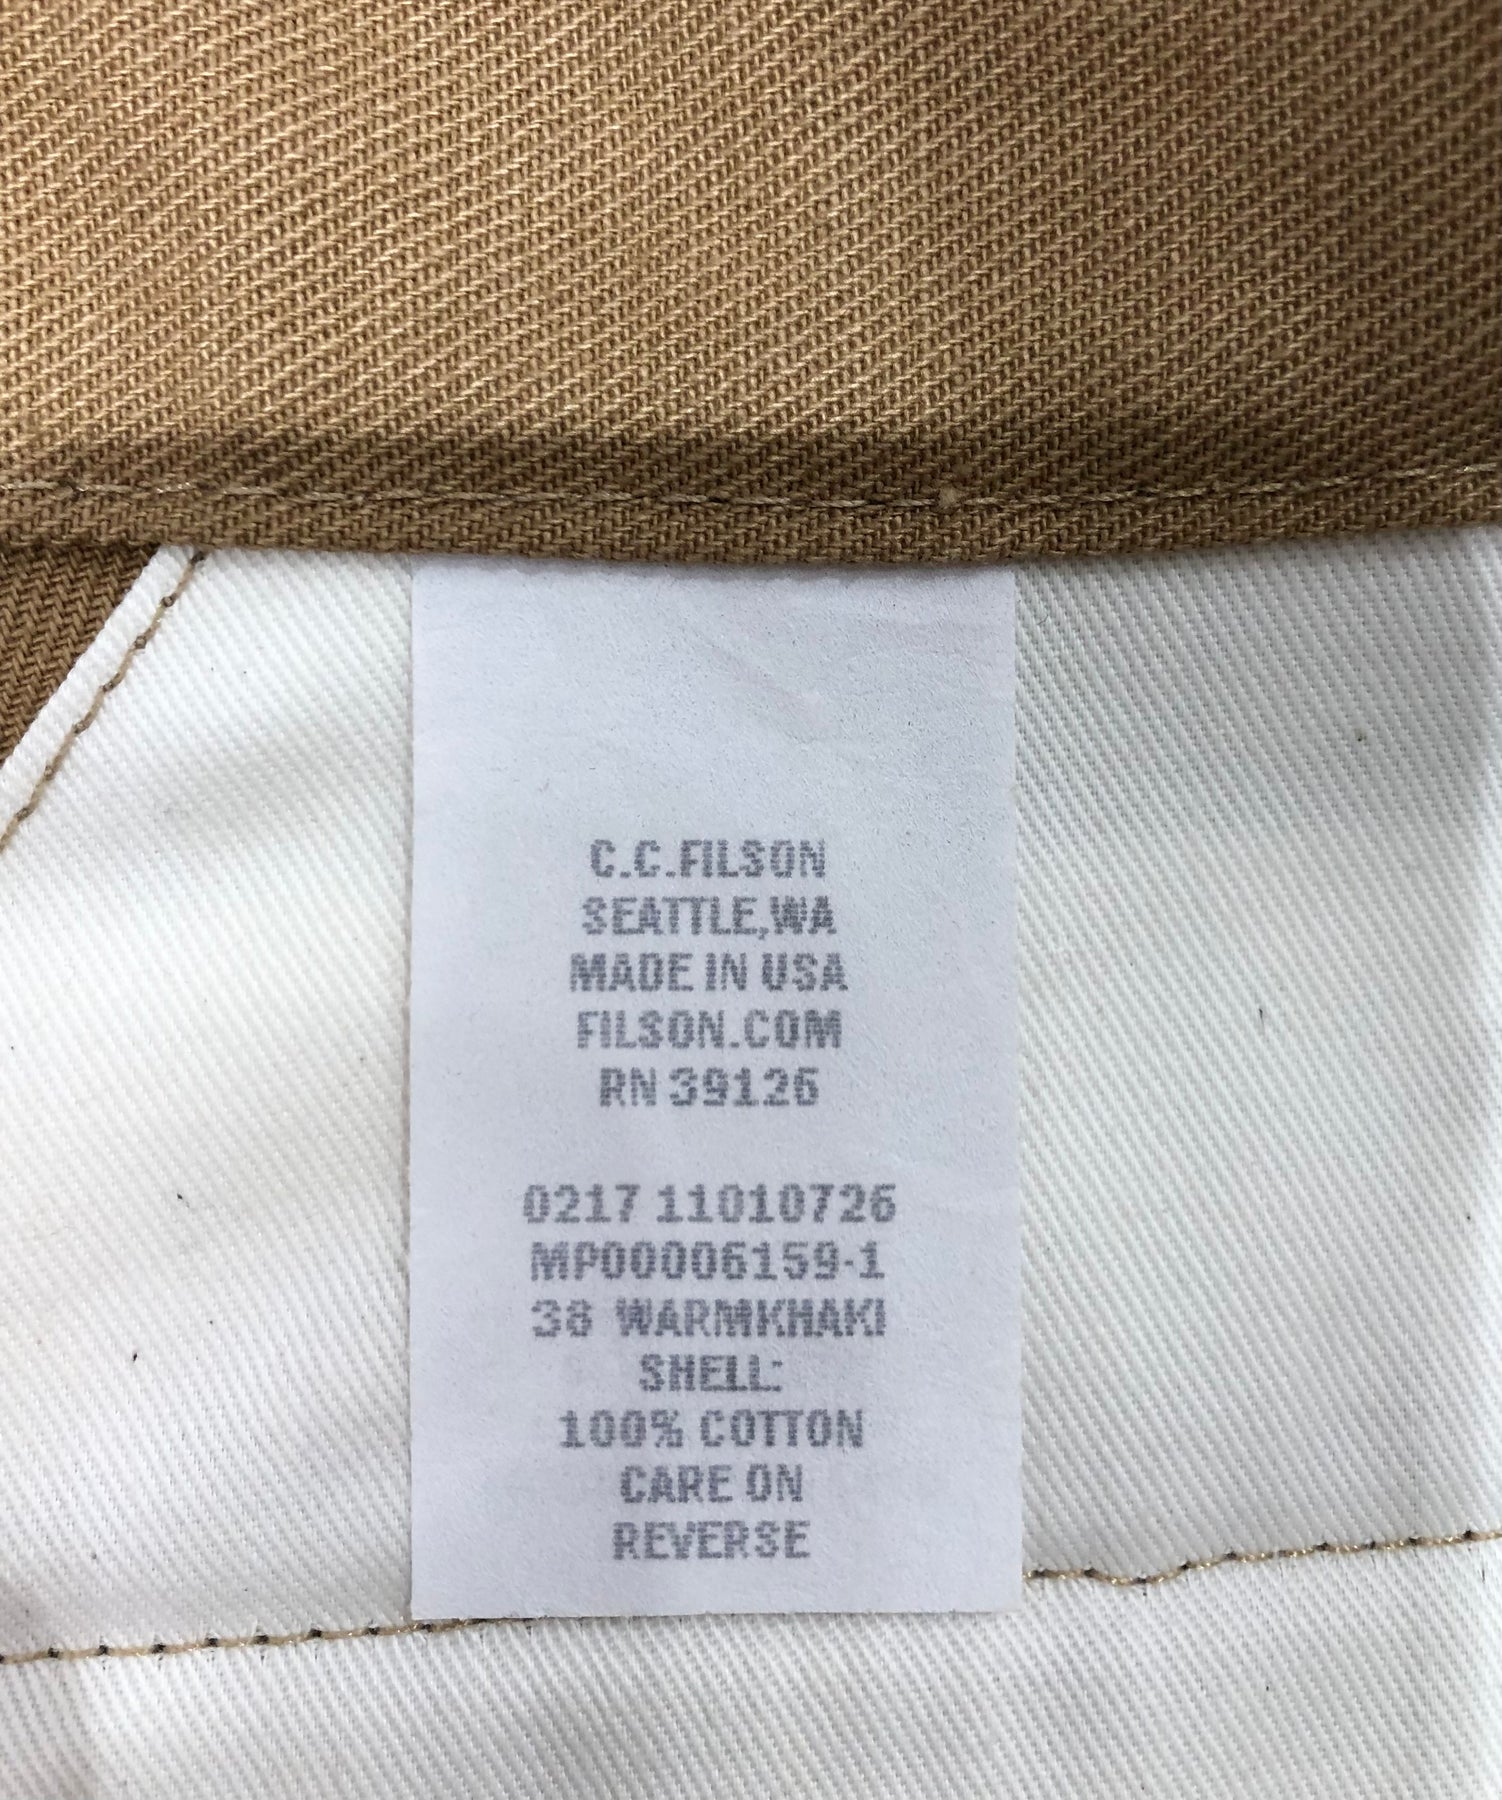 C.C.FILSON
SEATTLE,WA
MADE IN USA
FILSON.COM
RN 39126
0217 11010726
MP00006159-1
38 WARMKHAKI
SHELL:
100% COTTON
CARE ON
REVERSE